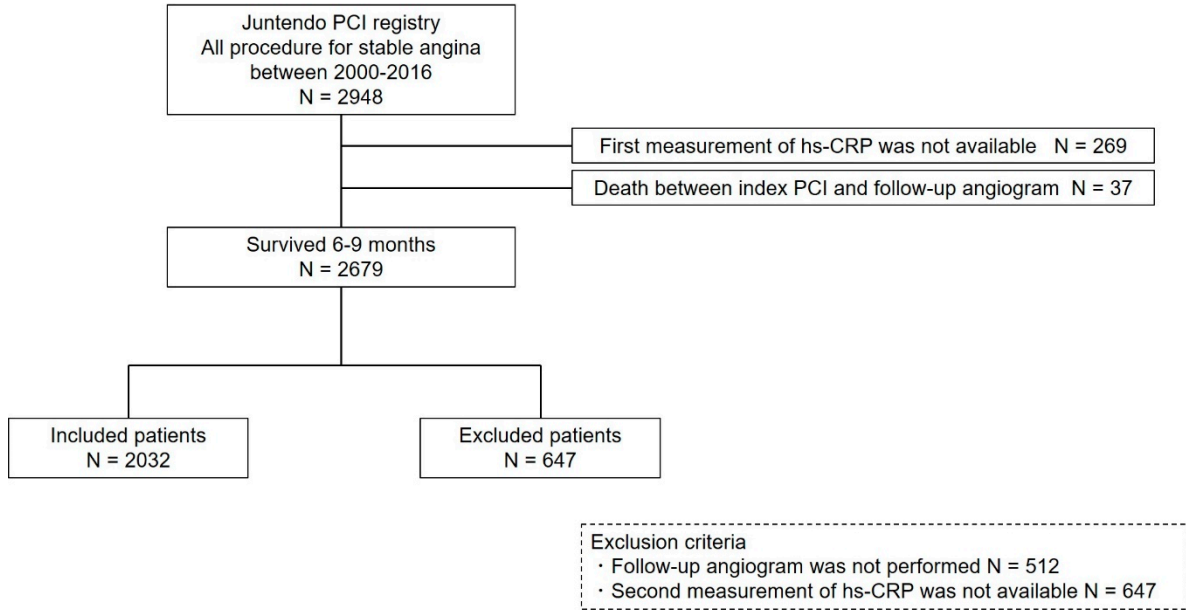 Juntendo PCI registry
All procedure for stable angina
between 2000-2016
N = 2948
First measurement of hs-CRP was not available N = 269
Death between index PCI and follow-up angiogram N = 37
Survived 6-9 months
N = 2679
Included patients
N = 2032
Excluded patients
N = 647
Exclusion criteria
・Follow-up angiogram was not performed N = 512
・Second measurement of hs-CRP was not available N = 647